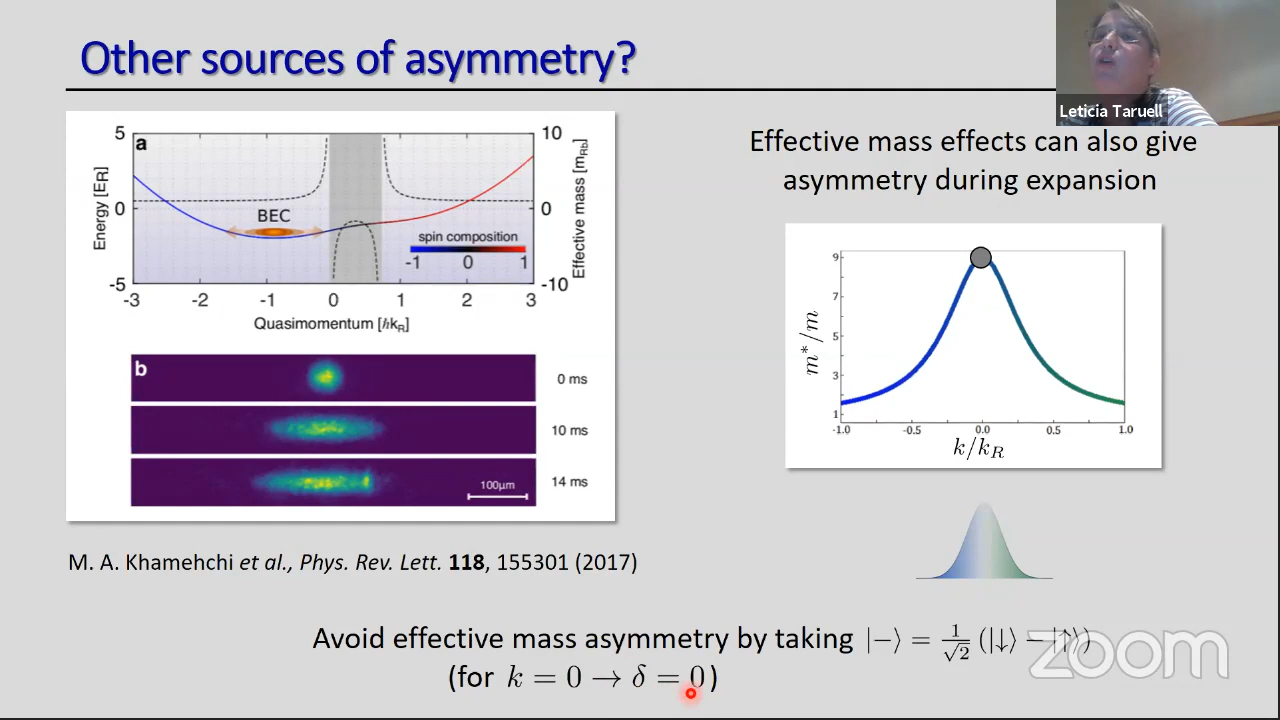 Other sources of asymmetry?
Leticia Taruell
Effective mass effects can also give
asymmetry during expansion
a
5
0
-5
Energy [E_R]
10
0
-10
Effective mass [m_Rb]
BEC
spin composition
-1 0 1
-3 -2 -1 0 1 2 3
Quasimomentum [ℏk_R]
b
0 ms
10 ms
14 ms
100μm
9
7
5
3
1
m*/m
-1.0 -0.5 0.0 0.5 1.0
k/k_R
M. A. Khamehchi et al., Phys. Rev. Lett. 118, 155301 (2017)
Avoid effective mass asymmetry by taking |−⟩ = 1/√2 (|↓⟩ − |↑⟩)
(for k = 0 → δ = 0)
zoom